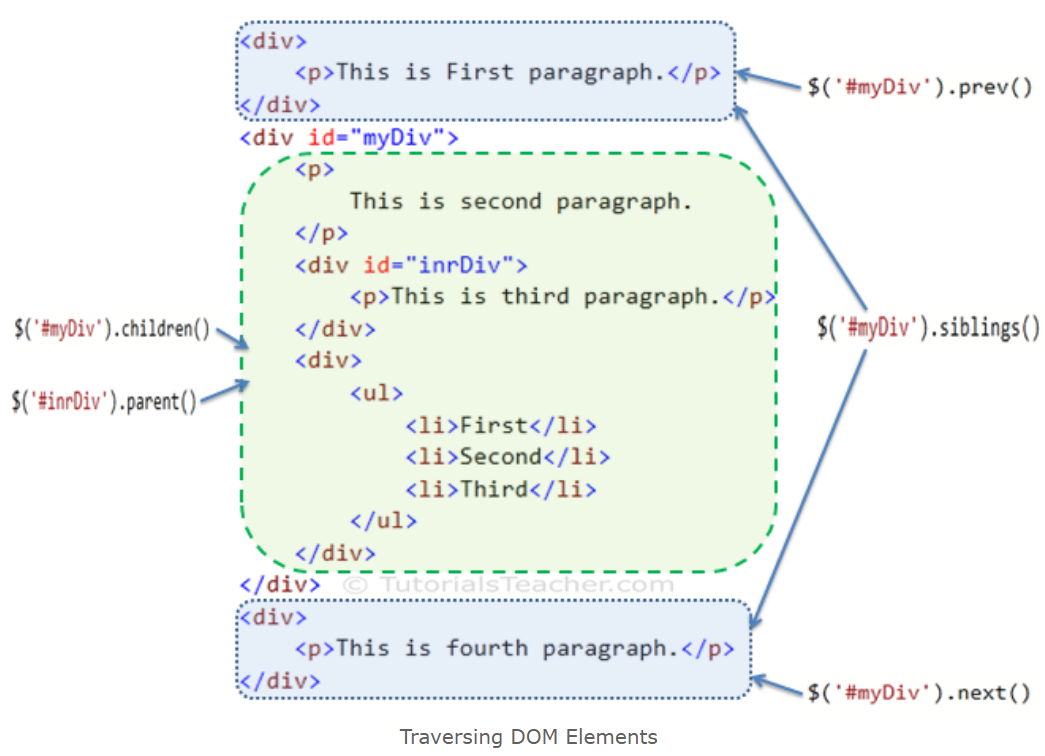 <div>
<p>This is First paragraph.</p>
$('#myDiv').prev()
</div>
<div id="myDiv">
<p>
This is second paragraph.
</p>
<div id="inrDiv">
<p>This is third paragraph.</p>
$('#myDiv').children()
</div>
$('#myDiv').siblings()
<div>
$('#inrDiv').parent()
<ul>
<li>First</li>
<li>Second</li>
<li>Third</li>
</ul>
</div>
</div>
© TutorialsTeacher.com
<div>
<p>This is fourth paragraph.</p>
</div>
$('#myDiv').next()
Traversing DOM Elements